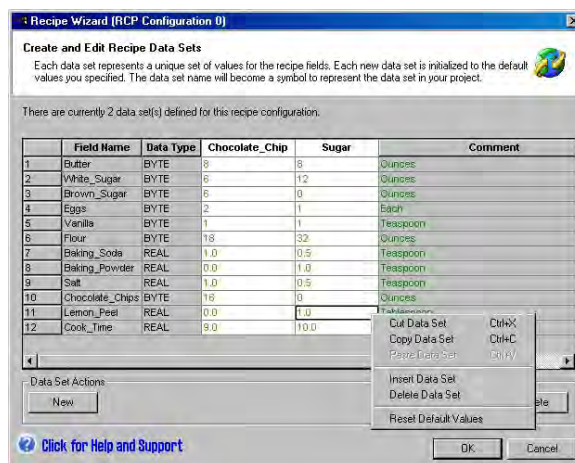 Recipe Wizard (RCP Configuration 0)
Create and Edit Recipe Data Sets
Each data set represents a unique set of values for the recipe fields. Each new data set is initialized to the default
values you specified. The data set name will become a symbol to represent the data set in your project.
There are currently 2 data set(s) defined for this recipe configuration.
Field Name Data Type Chocolate_Chip Sugar Comment
1 Butter BYTE 8 8 Ounces
2 White_Sugar BYTE 6 12 Ounces
3 Brown_Sugar BYTE 6 0 Ounces
4 Eggs BYTE 2 1 Each
5 Vanilla BYTE 1 1 Teaspoon
6 Flour BYTE 18 32 Ounces
7 Baking_Soda REAL 1.0 0.5 Teaspoon
8 Baking_Powder REAL 0.0 1.0 Teaspoon
9 Salt REAL 1.0 0.5 Teaspoon
10 Chocolate_Chips BYTE 16 0 Ounces
11 Lemon_Peel REAL 0.0 1.0 Tablespoon
12 Cook_Time REAL 9.0 10.0
Cut Data Set Ctrl+X
Copy Data Set Ctrl+C
Paste Data Set Ctrl+V
Insert Data Set
Delete Data Set
Reset Default Values
Data Set Actions
New
Click for Help and Support
OK
Cancel